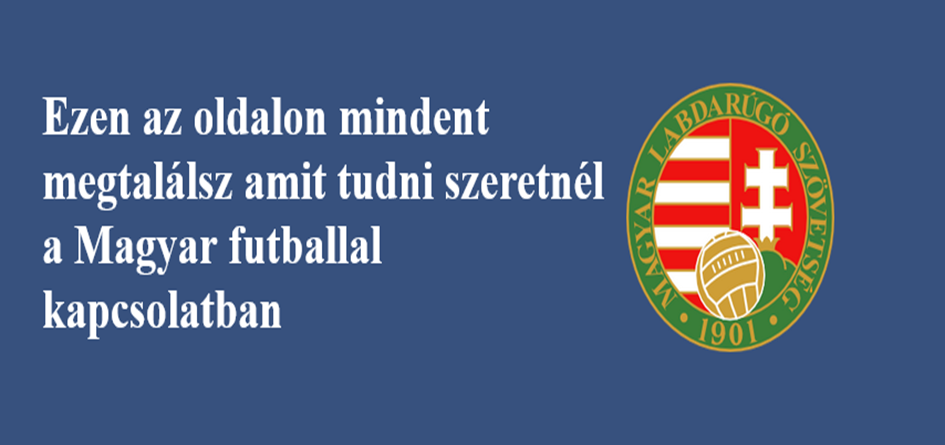 Ezen az oldalon mindent
megtalálsz amit tudni szeretnél
a Magyar futballal
kapcsolatban
MAGYAR LABDARÚGÓ SZÖVETSÉG
• 1901 •